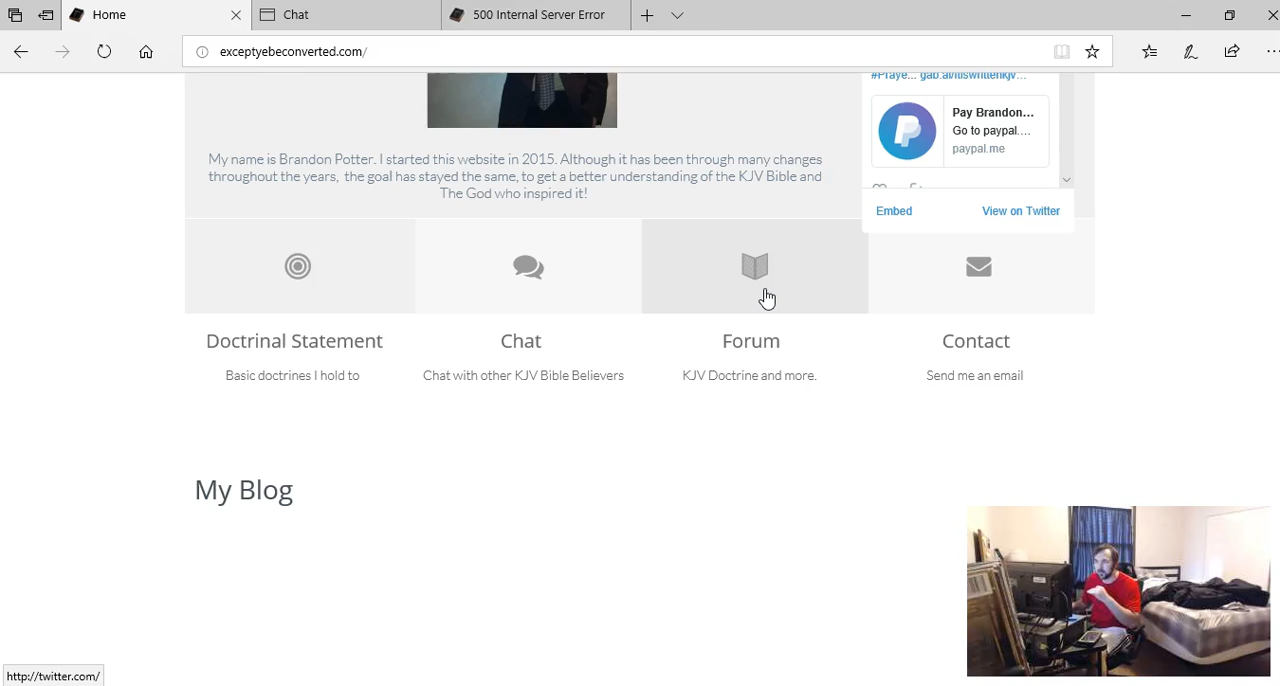 Home
Chat
500 Internal Server Error
exceptyebeconverted.com/
#Praye... gab.ai/itiswrittenkjv...
Pay Brandon...
Go to paypal....
paypal.me
My name is Brandon Potter. I started this website in 2015. Although it has been through many changes
throughout the years, the goal has stayed the same, to get a better understanding of the KJV Bible and
The God who inspired it!
Embed
View on Twitter
Doctrinal Statement
Chat
Forum
Contact
Basic doctrines I hold to
Chat with other KJV Bible Believers
KJV Doctrine and more.
Send me an email
My Blog
http://twitter.com/